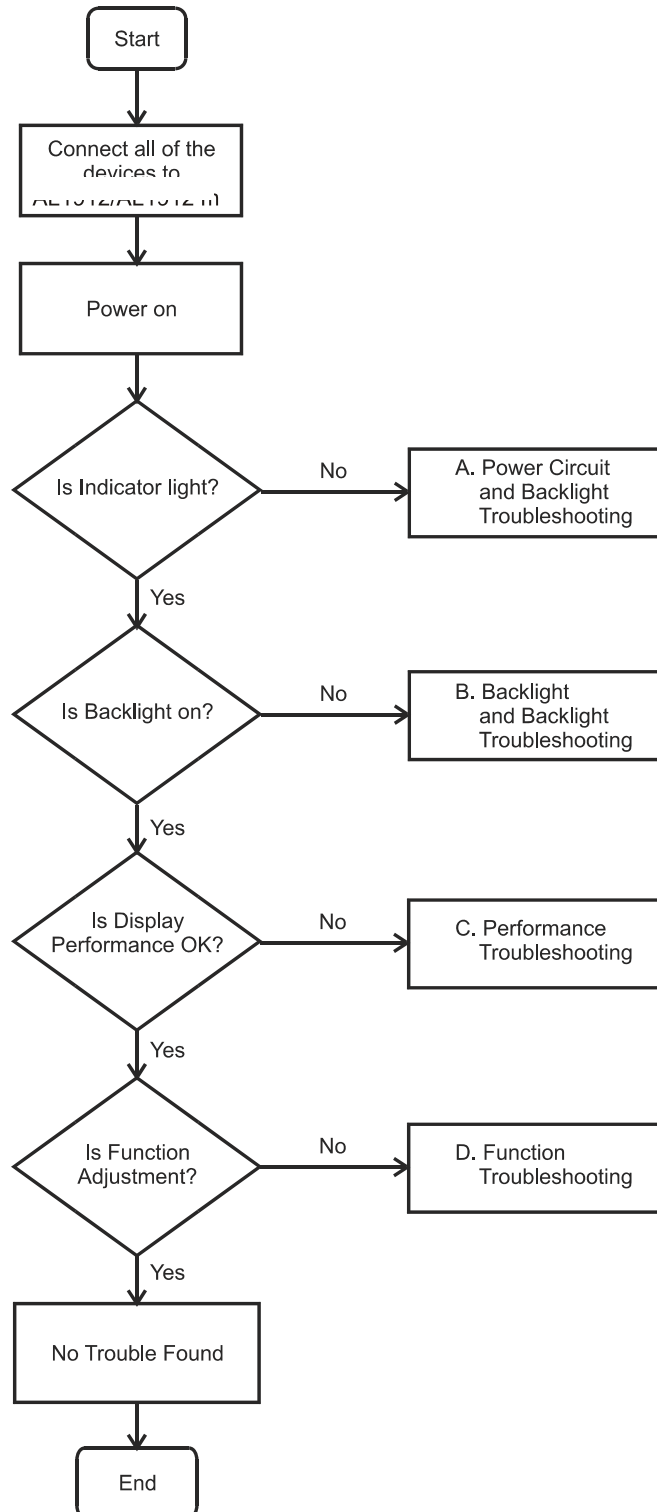 Start
Connect all of the
devices to
Power on
Is Indicator light?
No
A. Power Circuit
and Backlight
Troubleshooting
Yes
Is Backlight on?
No
B. Backlight
and Backlight
Troubleshooting
Yes
Is Display
Performance OK?
No
C. Performance
Troubleshooting
Yes
Is Function
Adjustment?
No
D. Function
Troubleshooting
Yes
No Trouble Found
End